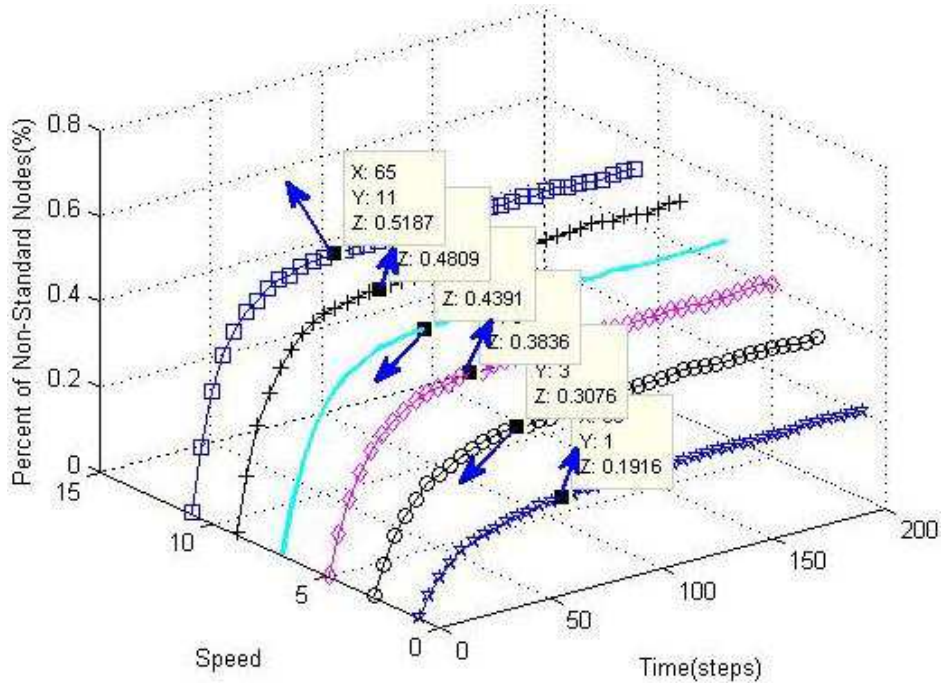 0.8
0.6
0.4
0.2
0
Percent of Non-Standard Nodes(%)
X: 65
Y: 11
Z: 0.5187
Z: 0.4809
Z: 0.4391
Z: 0.3836
Y: 3
Z: 0.3076
Y: 1
Z: 0.1916
15
10
5
0
Speed
0
50
100
150
200
Time(steps)